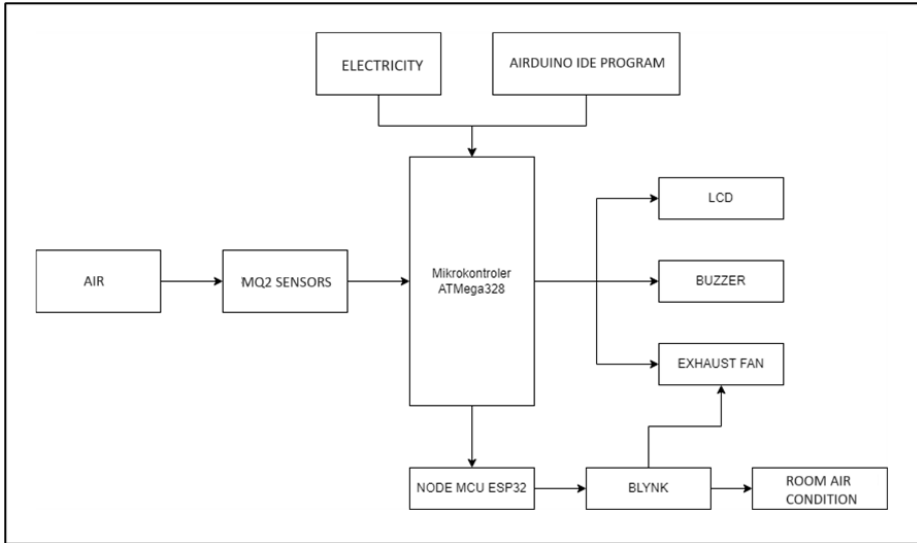 ELECTRICITY
AIRDUINO IDE PROGRAM
LCD
AIR
MQ2 SENSORS
Mikrokontroler
ATMega328
BUZZER
EXHAUST FAN
NODE MCU ESP32
BLYNK
ROOM AIR
CONDITION